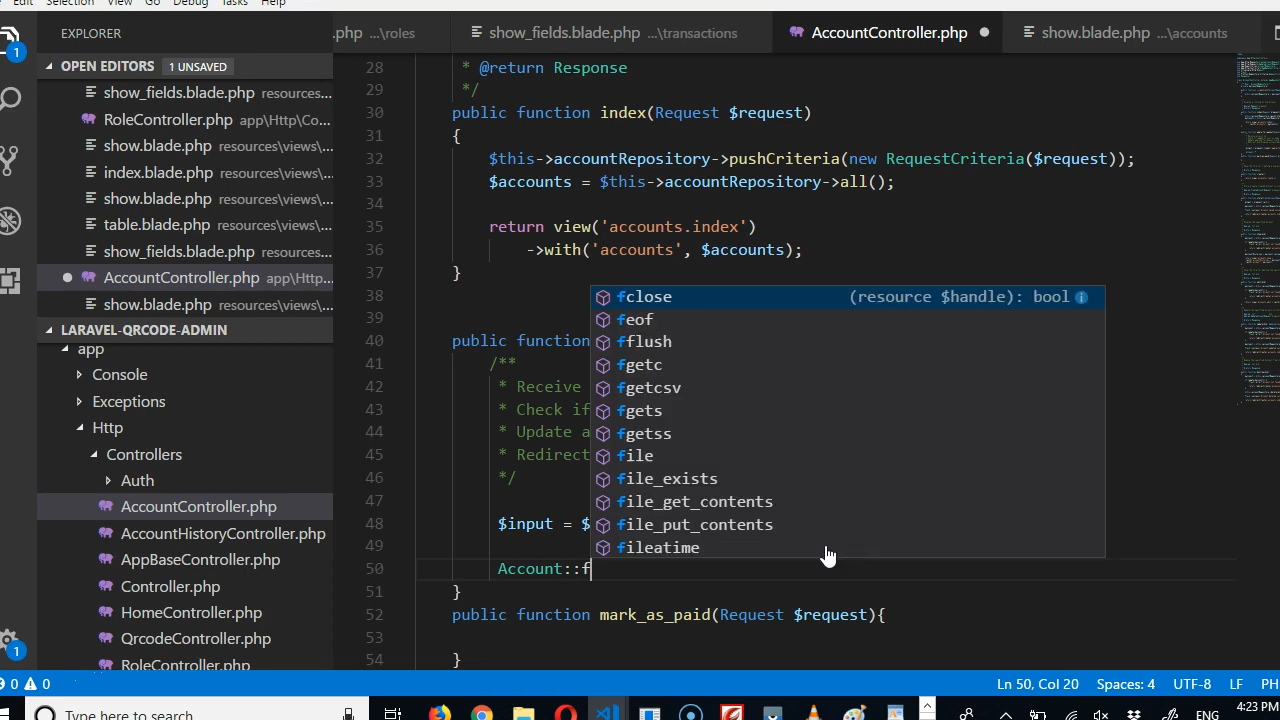 Edit Selection View Go Debug Tasks Help
EXPLORER
.php ...\roles
show_fields.blade.php ...\transactions
AccountController.php
show.blade.php ...\accounts
1
OPEN EDITORS 1 UNSAVED
show_fields.blade.php resources...
RoleController.php app\Http\Co...
show.blade.php resources\views\...
index.blade.php resources\views\...
show.blade.php resources\views\...
table.blade.php resources\views\...
show_fields.blade.php resources...
AccountController.php app\Http...
show.blade.php resources\views\...
LARAVEL-QRCODE-ADMIN
app
Console
Exceptions
Http
Controllers
Auth
AccountController.php
AccountHistoryController.php
AppBaseController.php
Controller.php
HomeController.php
QrcodeController.php
RoleController.php
1
28 * @return Response
29 */
30 public function index(Request $request)
31 {
32 $this->accountRepository->pushCriteria(new RequestCriteria($request));
33 $accounts = $this->accountRepository->all();
34
35 return view('accounts.index')
36 ->with('accounts', $accounts);
37 }
38
39
40 public function
41 /**
42 * Receive
43 * Check if
44 * Update a
45 * Redirect
46 */
47
48 $input = $
49
50 Account::f
51 }
52 public function mark_as_paid(Request $request){
53
54 }
fclose (resource $handle): bool
feof
fflush
fgetc
fgetcsv
fgets
fgetss
file
file_exists
file_get_contents
file_put_contents
fileatime
0 0
Ln 50, Col 20 Spaces: 4 UTF-8 LF PH
Type here to search
ENG
4:23 PM